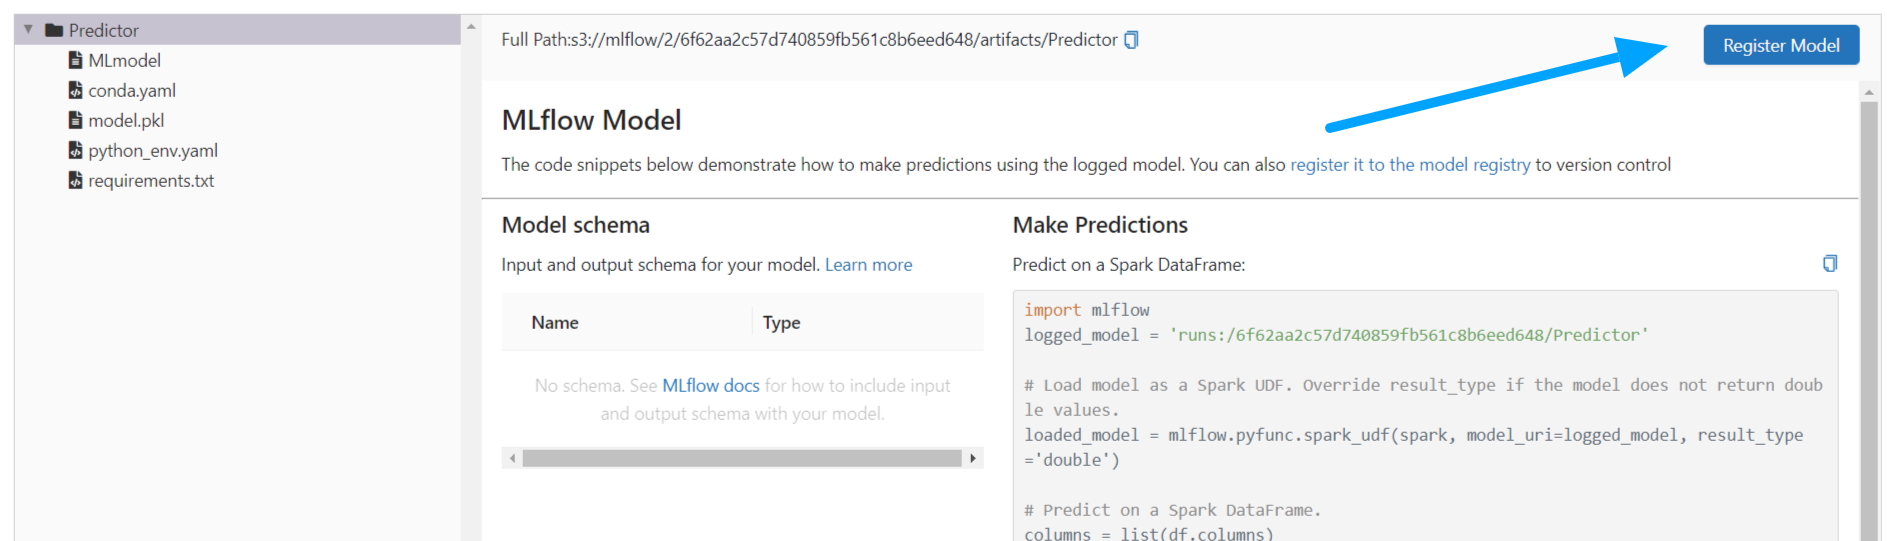 Predictor
MLmodel
conda.yaml
model.pkl
python_env.yaml
requirements.txt
Full Path:s3://mlflow/2/6f62aa2c57d740859fb561c8b6eed648/artifacts/Predictor
Register Model
MLflow Model
The code snippets below demonstrate how to make predictions using the logged model. You can also register it to the model registry to version control
Model schema
Input and output schema for your model. Learn more
Name Type
No schema. See MLflow docs for how to include input
and output schema with your model.
Make Predictions
Predict on a Spark DataFrame:
import mlflow
logged_model = 'runs:/6f62aa2c57d740859fb561c8b6eed648/Predictor'
# Load model as a Spark UDF. Override result_type if the model does not return doub
le values.
loaded_model = mlflow.pyfunc.spark_udf(spark, model_uri=logged_model, result_type
='double')
# Predict on a Spark DataFrame.
columns = list(df.columns)